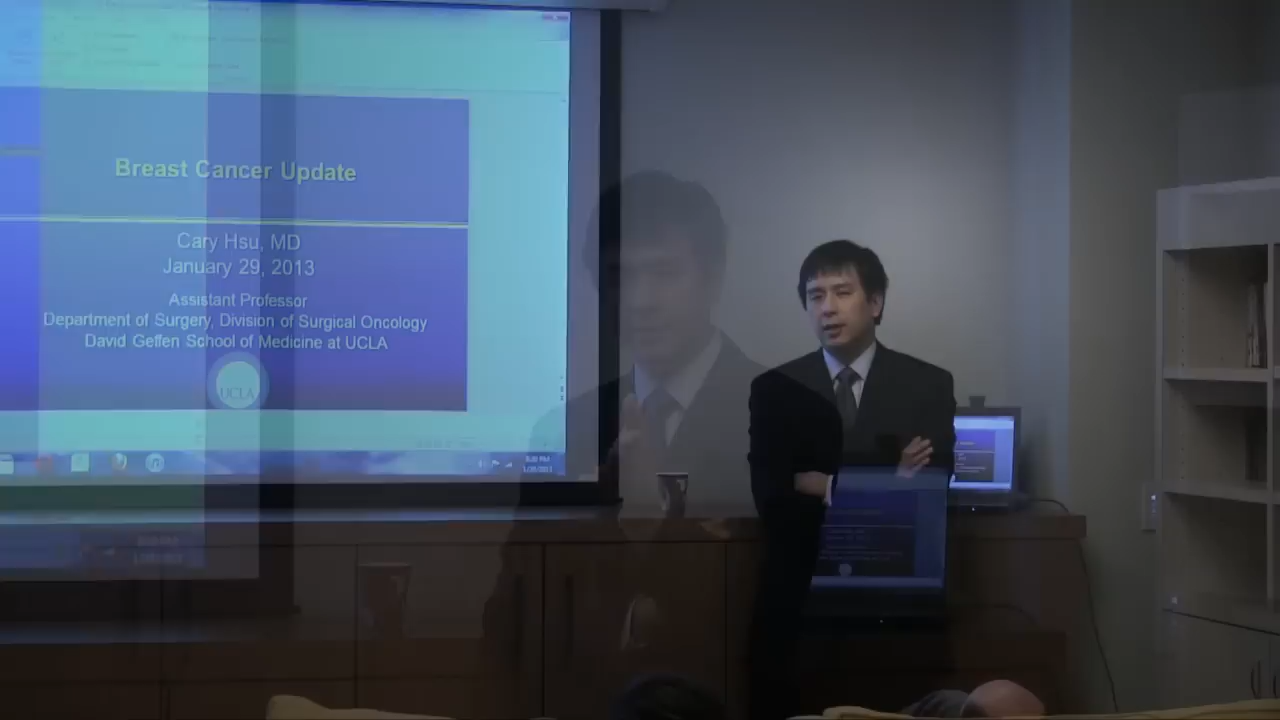 Breast Cancer Update
Cary Hsu, MD
January 29, 2013
Assistant Professor
Department of Surgery, Division of Surgical Oncology
David Geffen School of Medicine at UCLA
UCLA